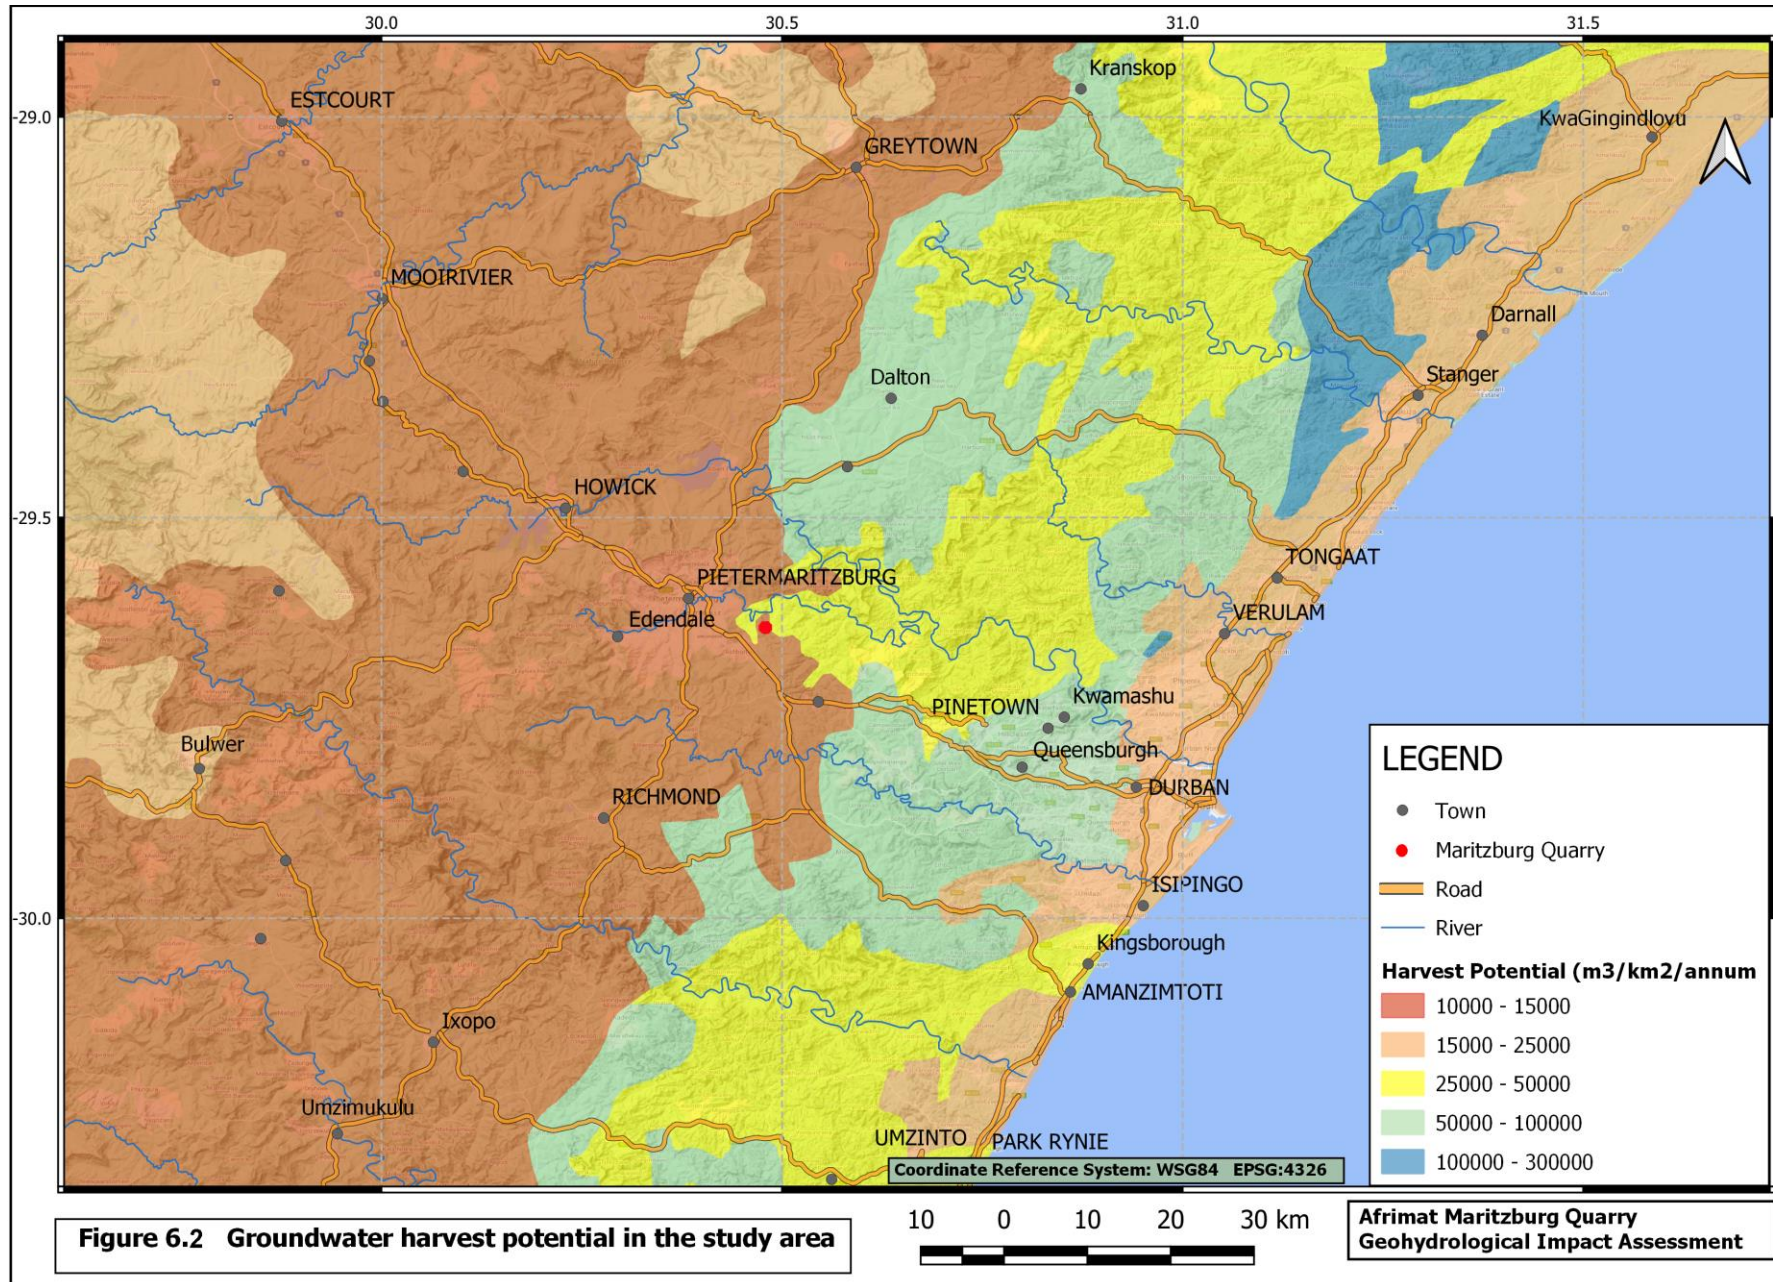 30.0
30.5
31.0
31.5
Kranskop
-29.0
ESTCOURT
KwaGingindlovu
GREYTOWN
MOOIRIVIER
Darnall
Dalton
Stanger
HOWICK
-29.5
TONGAAT
PIETERMARITZBURG
Edendale
VERULAM
Kwamashu
PINETOWN
Bulwer
Queensburgh
DURBAN
RICHMOND
ISIPINGO
-30.0
Kingsborough
AMANZIMTOTI
Ixopo
Umzimukulu
UMZINTO
PARK RYNIE
Coordinate Reference System: WSG84 EPSG:4326
LEGEND
Town
Maritzburg Quarry
Road
River
Harvest Potential (m3/km2/annum
10000 - 15000
15000 - 25000
25000 - 50000
50000 - 100000
100000 - 300000
Figure 6.2 Groundwater harvest potential in the study area
10 0 10 20 30 km
Afrimat Maritzburg Quarry
Geohydrological Impact Assessment